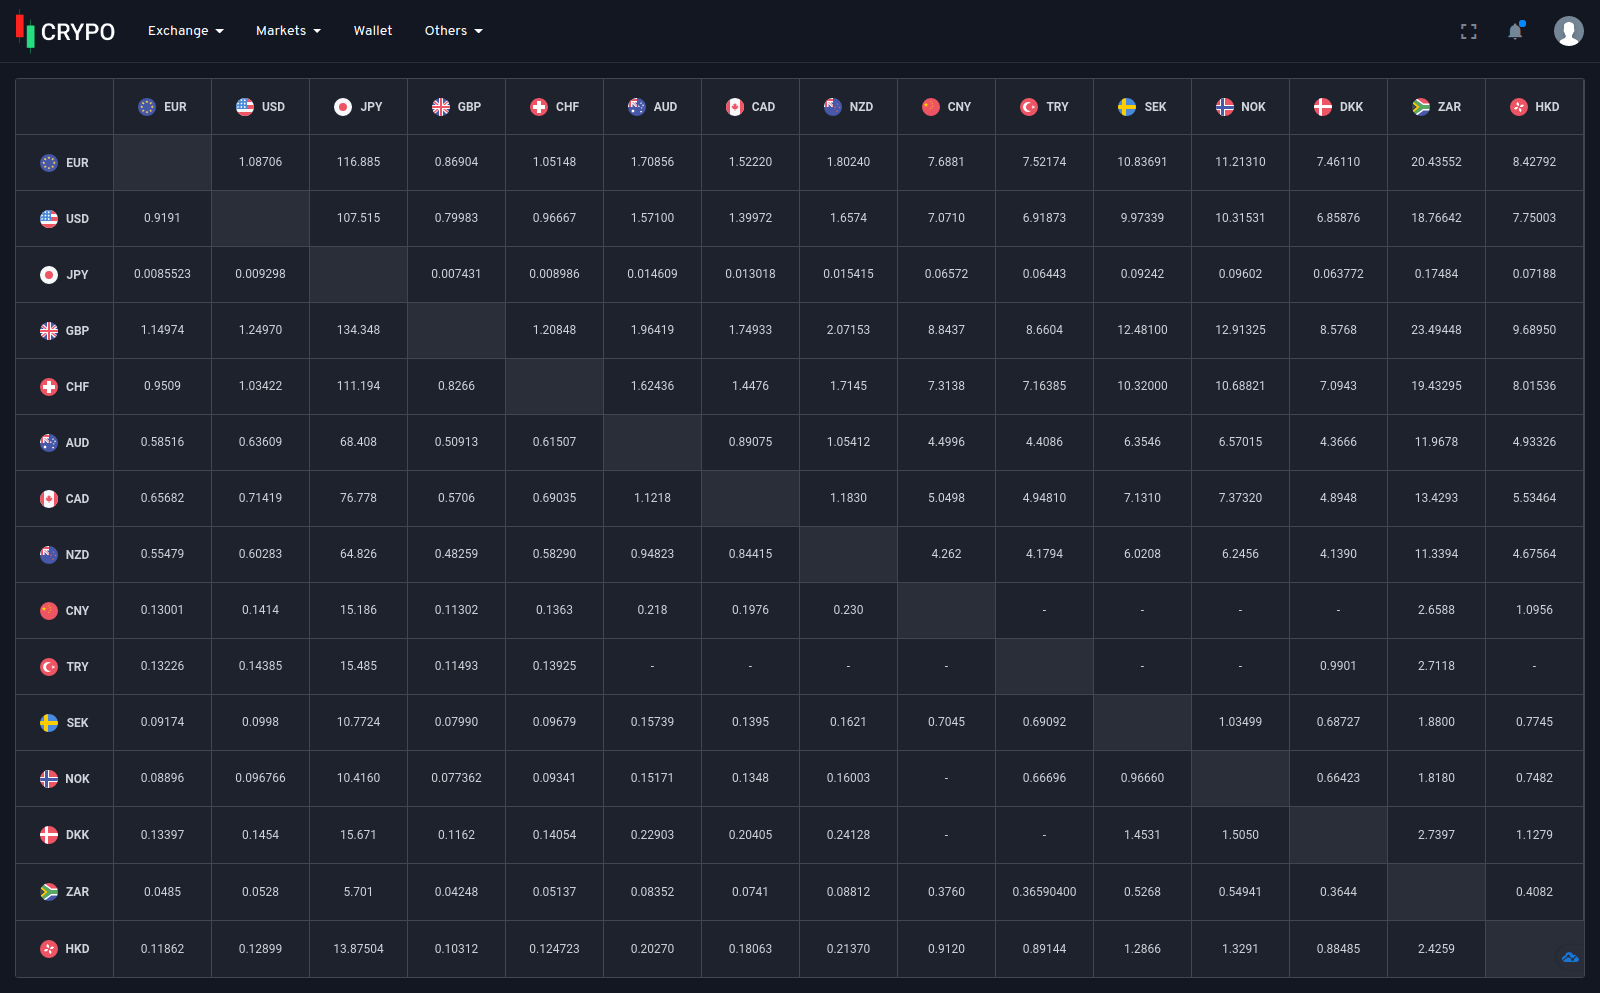 CRYPO Exchange Markets Wallet Others
EUR USD JPY GBP CHF AUD CAD NZD CNY TRY SEK NOK DKK ZAR HKD
EUR 1.08706 116.885 0.86904 1.05148 1.70856 1.52220 1.80240 7.6881 7.52174 10.83691 11.21310 7.46110 20.43552 8.42792
USD 0.9191 107.515 0.79983 0.96667 1.57100 1.39972 1.6574 7.0710 6.91873 9.97339 10.31531 6.85876 18.76642 7.75003
JPY 0.0085523 0.009298 0.007431 0.008986 0.014609 0.013018 0.015415 0.06572 0.06443 0.09242 0.09602 0.063772 0.17484 0.07188
GBP 1.14974 1.24970 134.348 1.20848 1.96419 1.74933 2.07153 8.8437 8.6604 12.48100 12.91325 8.5768 23.49448 9.68950
CHF 0.9509 1.03422 111.194 0.8266 1.62436 1.4476 1.7145 7.3138 7.16385 10.32000 10.68821 7.0943 19.43295 8.01536
AUD 0.58516 0.63609 68.408 0.50913 0.61507 0.89075 1.05412 4.4996 4.4086 6.3546 6.57015 4.3666 11.9678 4.93326
CAD 0.65682 0.71419 76.778 0.5706 0.69035 1.1218 1.1830 5.0498 4.94810 7.1310 7.37320 4.8948 13.4293 5.53464
NZD 0.55479 0.60283 64.826 0.48259 0.58290 0.94823 0.84415 4.262 4.1794 6.0208 6.2456 4.1390 11.3394 4.67564
CNY 0.13001 0.1414 15.186 0.11302 0.1363 0.218 0.1976 0.230 - - - - 2.6588 1.0956
TRY 0.13226 0.14385 15.485 0.11493 0.13925 - - - - - - 0.9901 2.7118 -
SEK 0.09174 0.0998 10.7724 0.07990 0.09679 0.15739 0.1395 0.1621 0.7045 0.69092 1.03499 0.68727 1.8800 0.7745
NOK 0.08896 0.096766 10.4160 0.077362 0.09341 0.15171 0.1348 0.16003 - 0.66696 0.96660 0.66423 1.8180 0.7482
DKK 0.13397 0.1454 15.671 0.1162 0.14054 0.22903 0.20405 0.24128 - - 1.4531 1.5050 2.7397 1.1279
ZAR 0.0485 0.0528 5.701 0.04248 0.05137 0.08352 0.0741 0.08812 0.3760 0.36590400 0.5268 0.54941 0.3644 0.4082
HKD 0.11862 0.12899 13.87504 0.10312 0.124723 0.20270 0.18063 0.21370 0.9120 0.89144 1.2866 1.3291 0.88485 2.4259